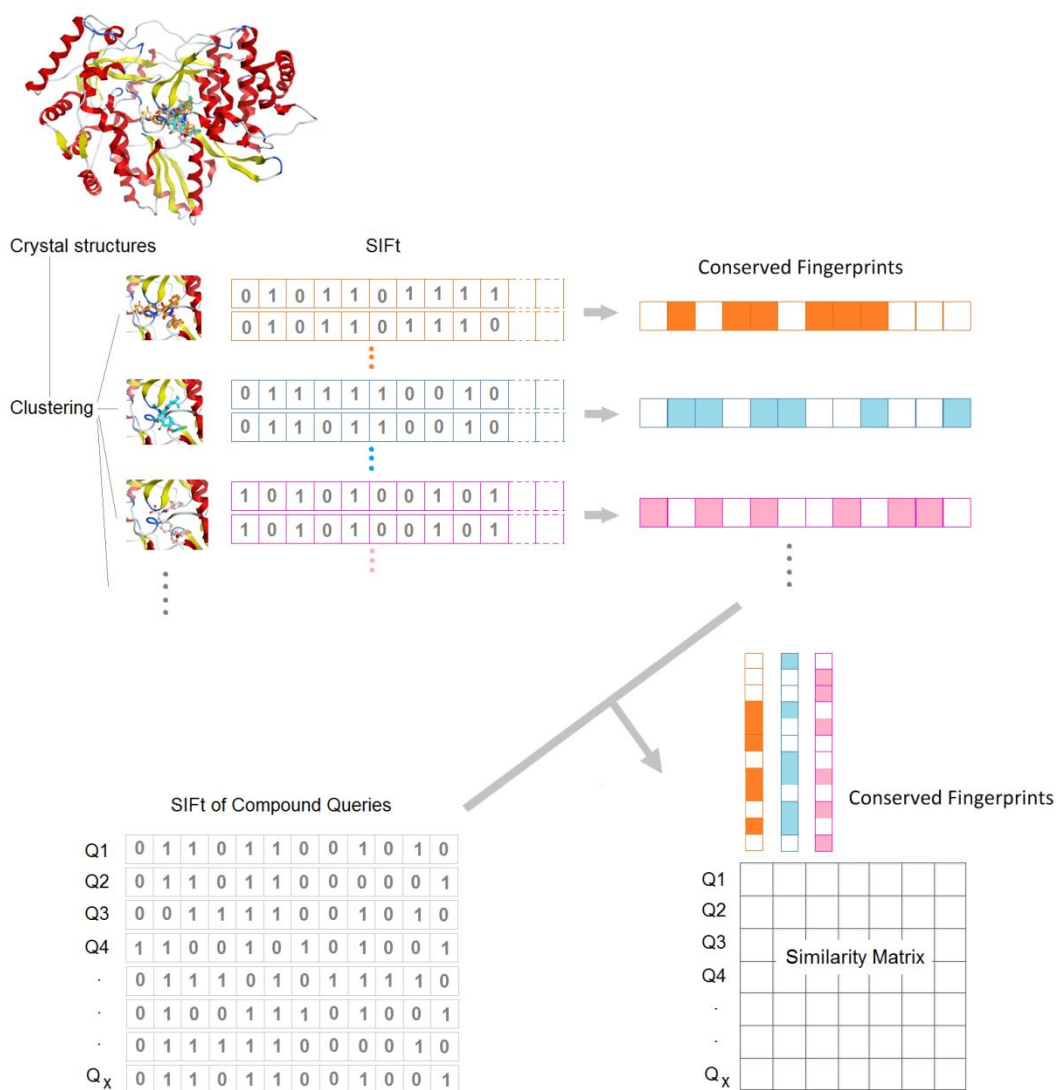 Crystal structures
SIFt
Conserved Fingerprints
0 1 0 1 1 0 1 1 1 1
0 1 0 1 1 0 1 1 1 0
Clustering
0 1 1 1 1 1 0 0 1 0
0 1 1 0 1 1 0 0 1 0
1 0 1 0 1 0 0 1 0 1
1 0 1 0 1 0 0 1 0 1
SIFt of Compound Queries
Q1 0 1 1 0 1 1 0 0 1 0 1 0
Q2 0 1 1 0 1 1 0 0 0 0 0 1
Q3 0 0 1 1 1 1 0 0 1 0 1 0
Q4 1 1 0 0 1 0 1 0 1 0 0 1
. 0 1 1 1 0 1 0 1 1 1 1 0
. 0 1 0 0 1 1 1 0 1 0 0 1
. 0 1 1 1 1 1 1 0 0 0 1 0
Qx 0 1 1 0 1 1 0 0 1 0 0 1
Conserved Fingerprints
Q1
Q2
Q3
Similarity Matrix
Q4
.
.
.
Qx